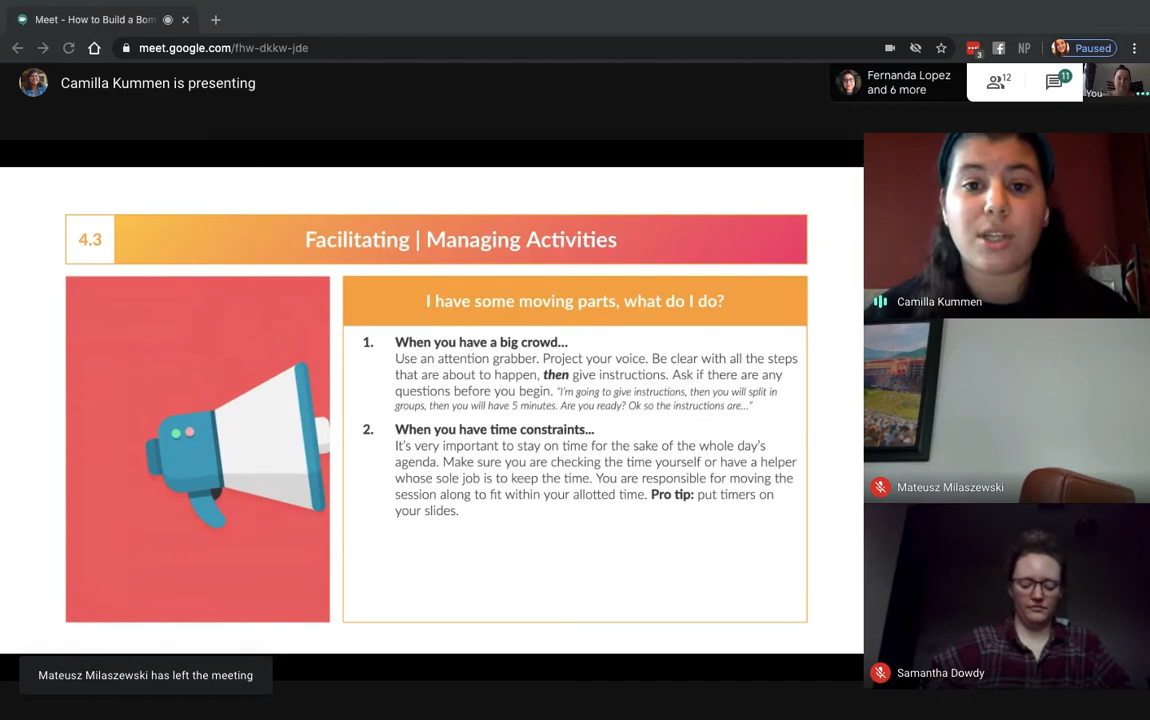 Meet - How to Build a Bom
meet.google.com/fhw-dkkw-jde
3
NP
Paused
Camilla Kummen is presenting
Fernanda Lopez
and 6 more
12
11
You
4.3
Facilitating | Managing Activities
I have some moving parts, what do I do?
1. When you have a big crowd...
Use an attention grabber. Project your voice. Be clear with all the steps
that are about to happen, then give instructions. Ask if there are any
questions before you begin. "I'm going to give instructions, then you will split in
groups, then you will have 5 minutes. Are you ready? Ok so the instructions are..."
2. When you have time constraints...
It's very important to stay on time for the sake of the whole day's
agenda. Make sure you are checking the time yourself or have a helper
whose sole job is to keep the time. You are responsible for moving the
session along to fit within your allotted time. Pro tip: put timers on
your slides.
Camilla Kummen
Mateusz Milaszewski
Samantha Dowdy
Mateusz Milaszewski has left the meeting